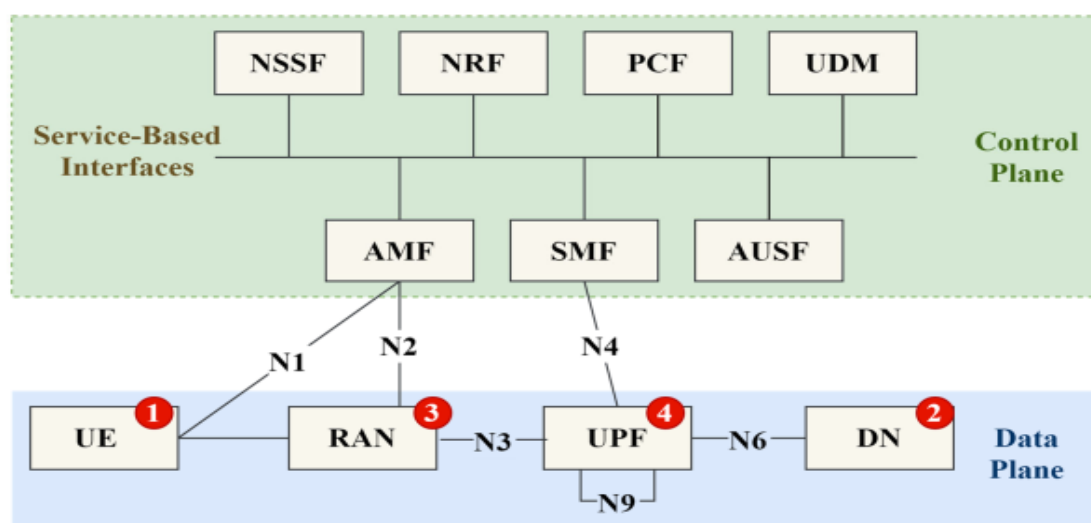 NSSF
NRF
PCF
UDM
Service-Based
Interfaces
Control
Plane
AMF
SMF
AUSF
N1
N2
N4
1
3
4
2
UE
RAN
N3
UPF
N6
DN
Data
Plane
N9